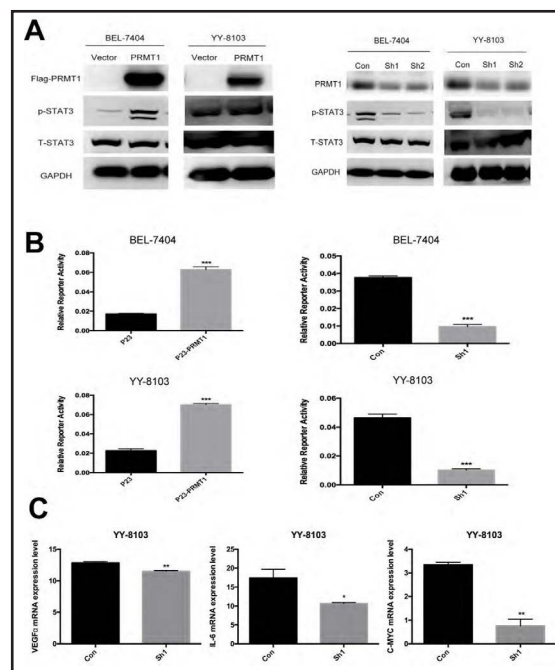 A
BEL-7404
YY-8103
Vector PRMT1 Vector PRMT1
Flag-PRMT1
p-STAT3
T-STAT3
GAPDH
BEL-7404
YY-8103
Con Sh1 Sh2 Con Sh1 Sh2
PRMT1
p-STAT3
T-STAT3
GAPDH
B
BEL-7404
Relative Reporter Activity
0.08
0.06
0.04
0.02
0.00
***
P23
P23-PRMT1
BEL-7404
Relative Reporter Activity
0.05
0.04
0.03
0.02
0.01
0.00
***
Con
Sh1
YY-8103
Relative Reporter Activity
0.08
0.06
0.04
0.02
0.00
***
P23
P23-PRMT1
YY-8103
Relative Reporter Activity
0.06
0.04
0.02
0.00
***
Con
Sh1
C
YY-8103
VEGFα mRNA expression level
15
10
5
0
**
Con
Sh1
YY-8103
IL-6 mRNA expression level
25
20
15
10
5
0
*
Con
Sh1
YY-8103
C-MYC mRNA expression level
4
3
2
1
0
**
Con
Sh1